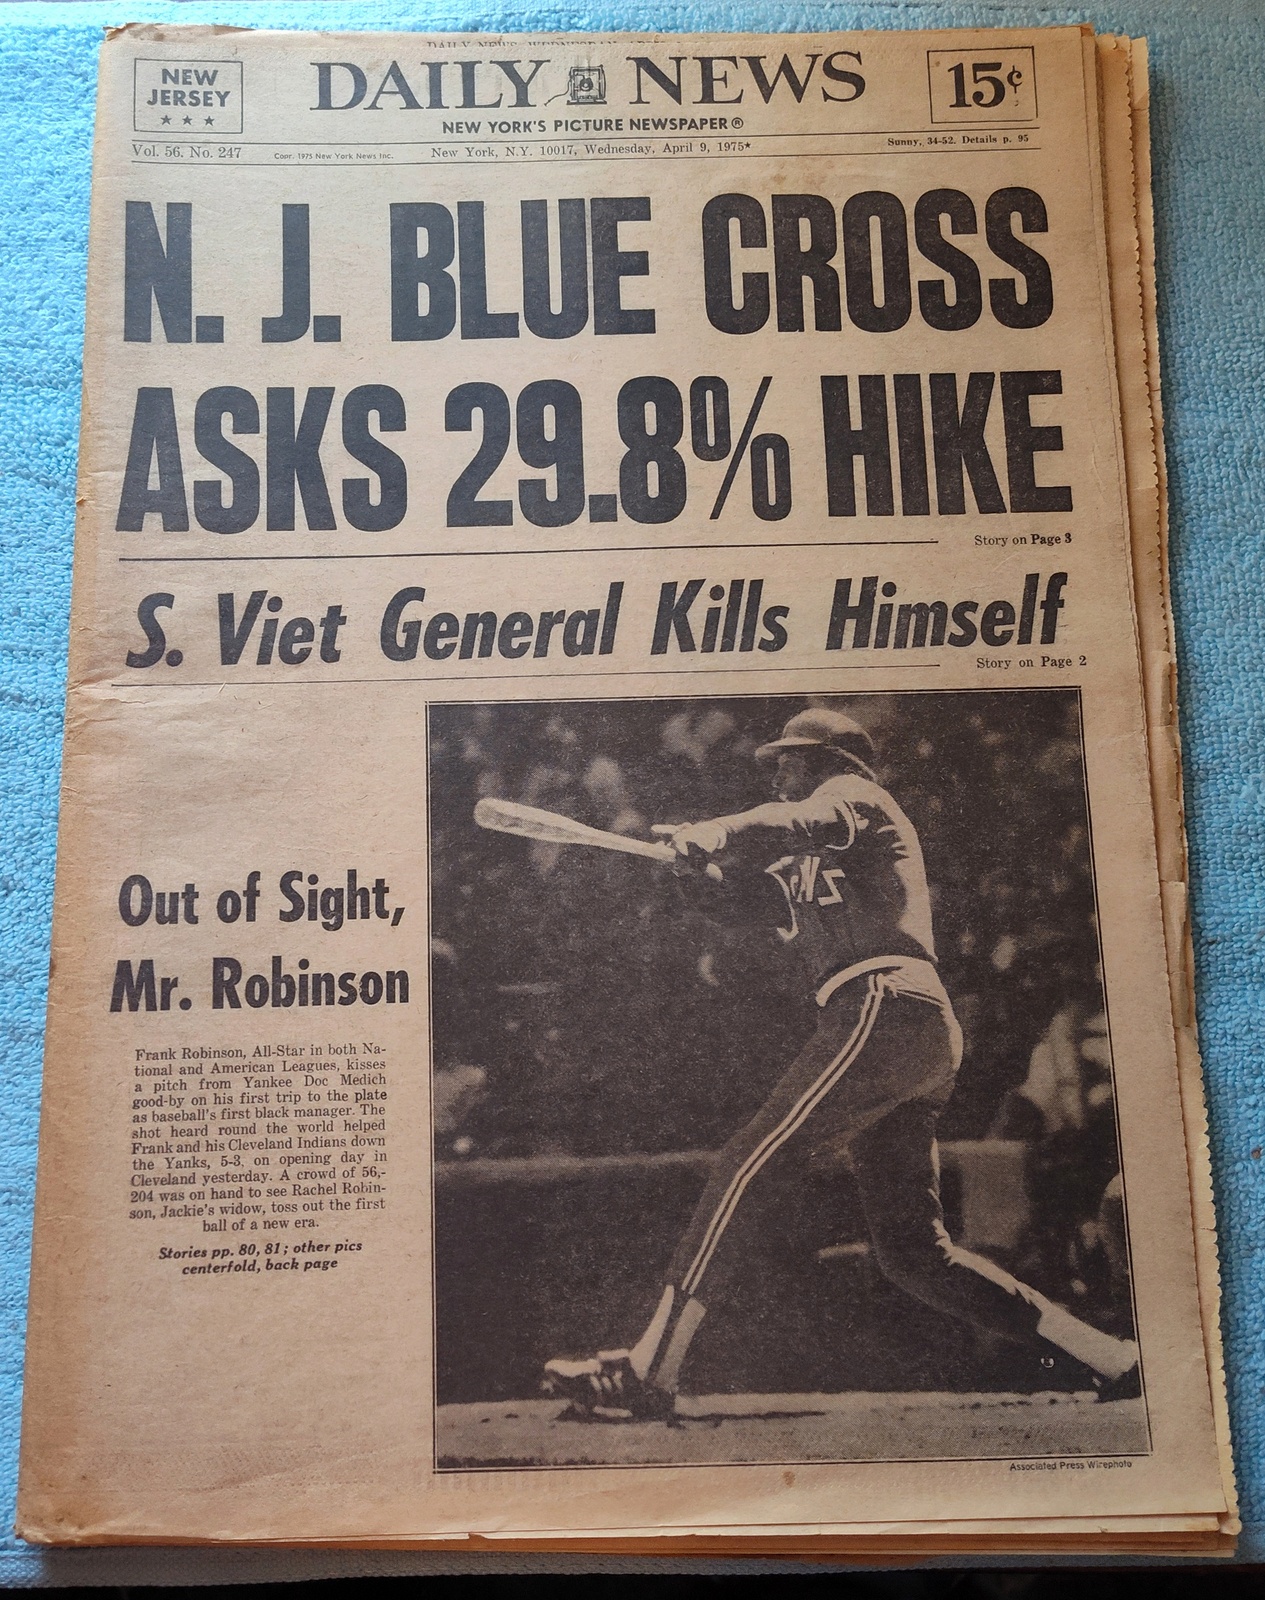 NEW
JERSEY
★ ★ ★
DAILY NEWS
NEW YORK'S PICTURE NEWSPAPER®
15¢
Vol. 56. No. 247
Copr. 1975 New York News Inc.
New York, N.Y. 10017, Wednesday, April 9, 1975★
Sunny, 34-52. Details p. 95
N. J. BLUE CROSS
ASKS 29.8% HIKE
Story on Page 3
S. Viet General Kills Himself
Story on Page 2
Out of Sight,
Mr. Robinson
Frank Robinson, All-Star in both Na-
tional and American Leagues, kisses
a pitch from Yankee Doc Medich
good-by on his first trip to the plate
as baseball's first black manager. The
shot heard round the world helped
Frank and his Cleveland Indians down
the Yanks, 5-3, on opening day in
Cleveland yesterday. A crowd of 56,-
204 was on hand to see Rachel Robin-
son, Jackie's widow, toss out the first
ball of a new era.
Stories pp. 80, 81; other pics
centerfold, back page
Associated Press Wirephoto